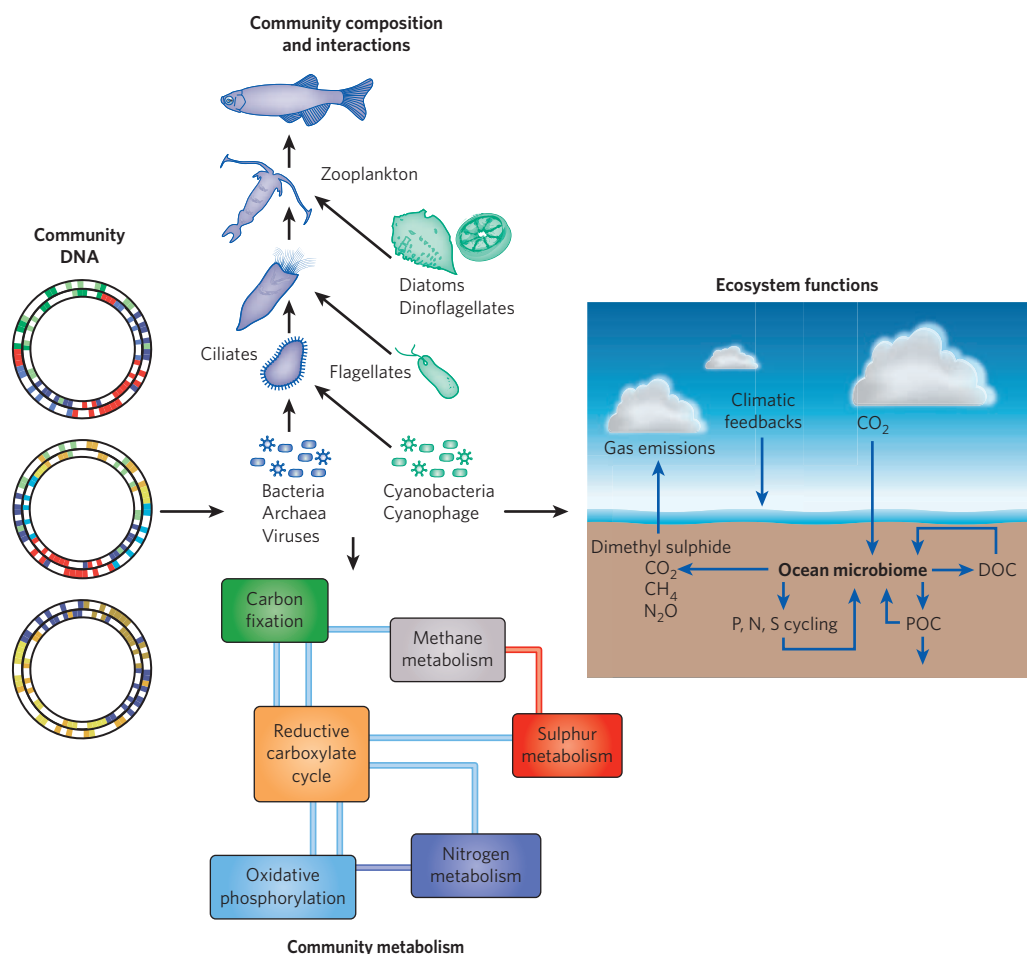 Community composition
and interactions
Zooplankton
Community
DNA
Diatoms
Dinoflagellates
Ciliates
Flagellates
Bacteria
Archaea
Viruses
Cyanobacteria
Cyanophage
Ecosystem functions
Climatic
feedbacks
CO2
Gas emissions
Dimethyl sulphide
CO2
CH4
N2O
Ocean microbiome
DOC
P, N, S cycling
POC
Carbon
fixation
Methane
metabolism
Reductive
carboxylate
cycle
Sulphur
metabolism
Oxidative
phosphorylation
Nitrogen
metabolism
Community metabolism